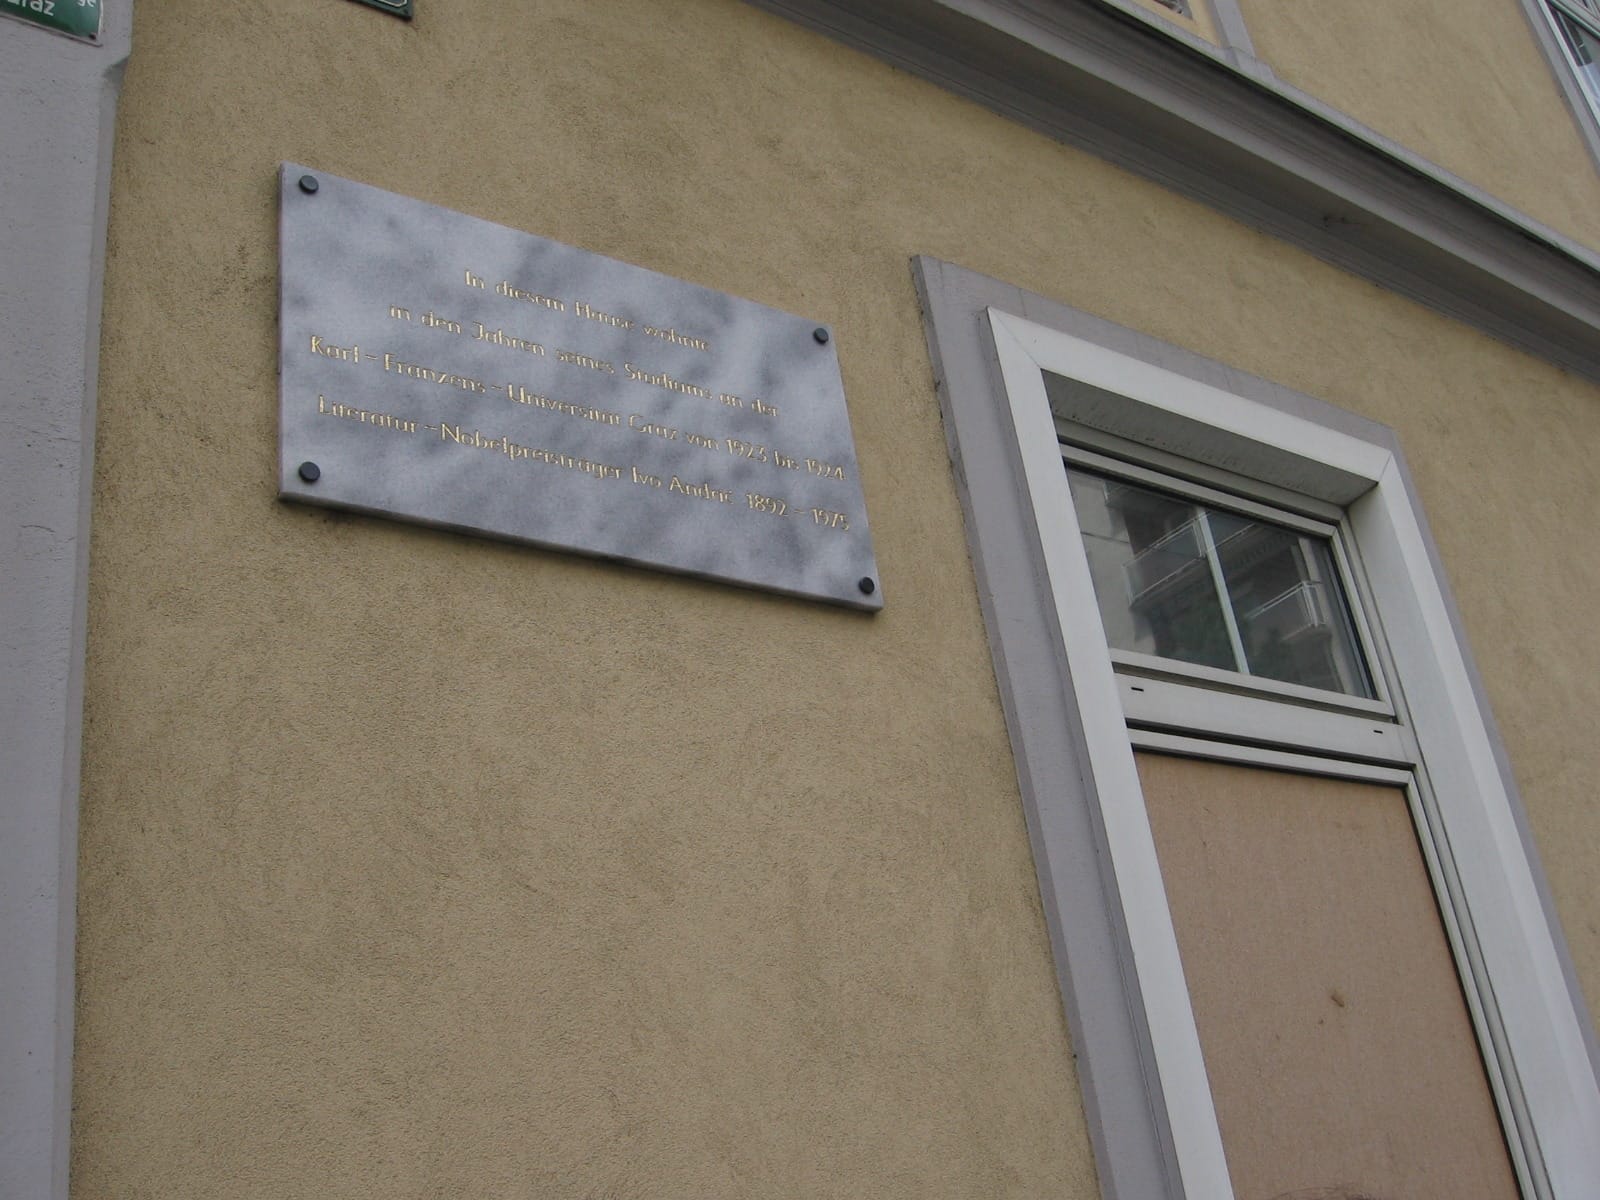 Graz
In diesem Hause wohnte
in den Jahren seines Studiums an der
Karl-Franzens-Universität Graz von 1923 bis 1924
Literatur-Nobelpreisträger Ivo Andrić 1892-1975